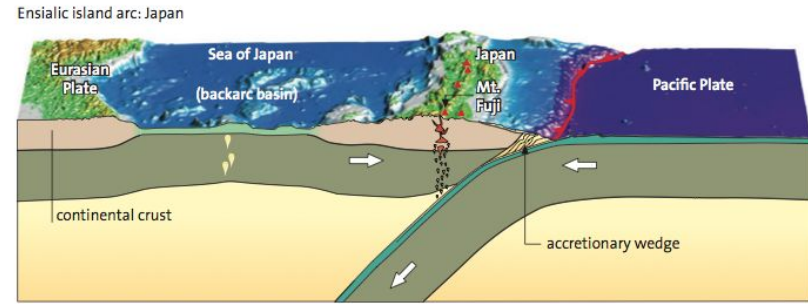 Ensialic island arc: Japan
Sea of Japan
(backarc basin)
Eurasian
Plate
Japan
Mt.
Fuji
Pacific Plate
continental crust
accretionary wedge